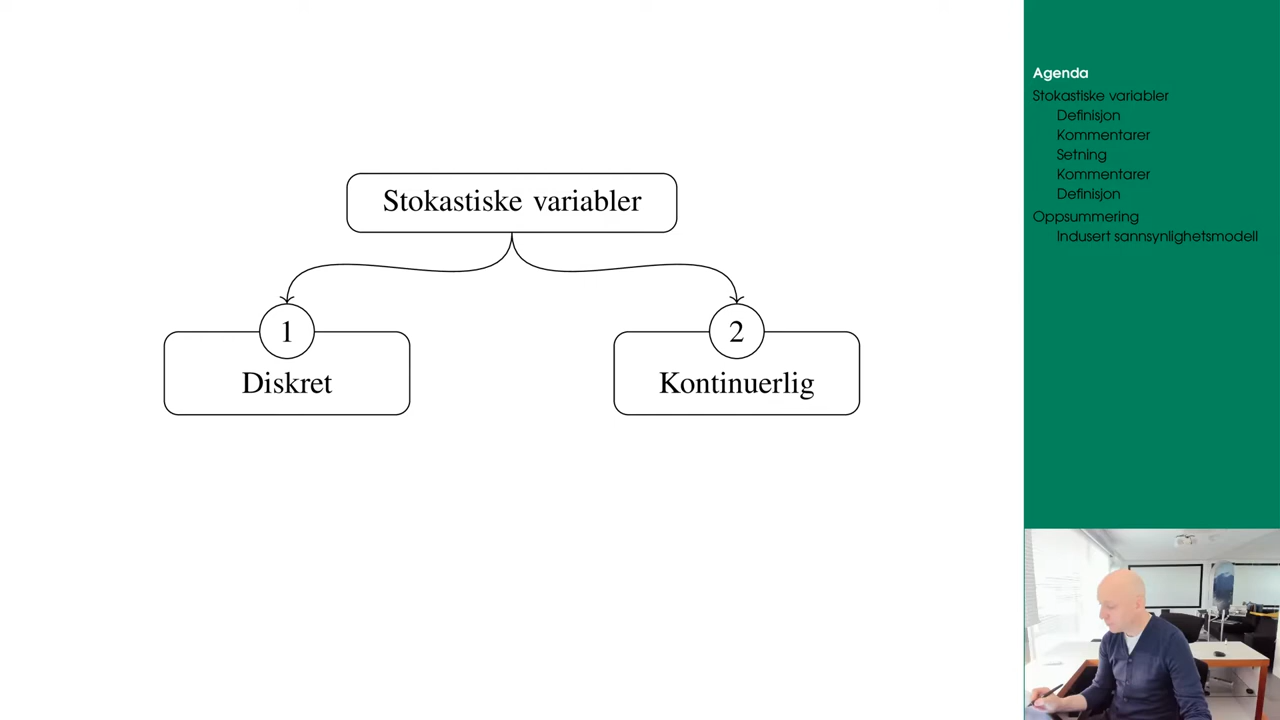 Stokastiske variabler
1
2
Diskret
Kontinuerlig
Agenda
Stokastiske variabler
Definisjon
Kommentarer
Setning
Kommentarer
Definisjon
Oppsummering
Indusert sannsynlighetsmodell